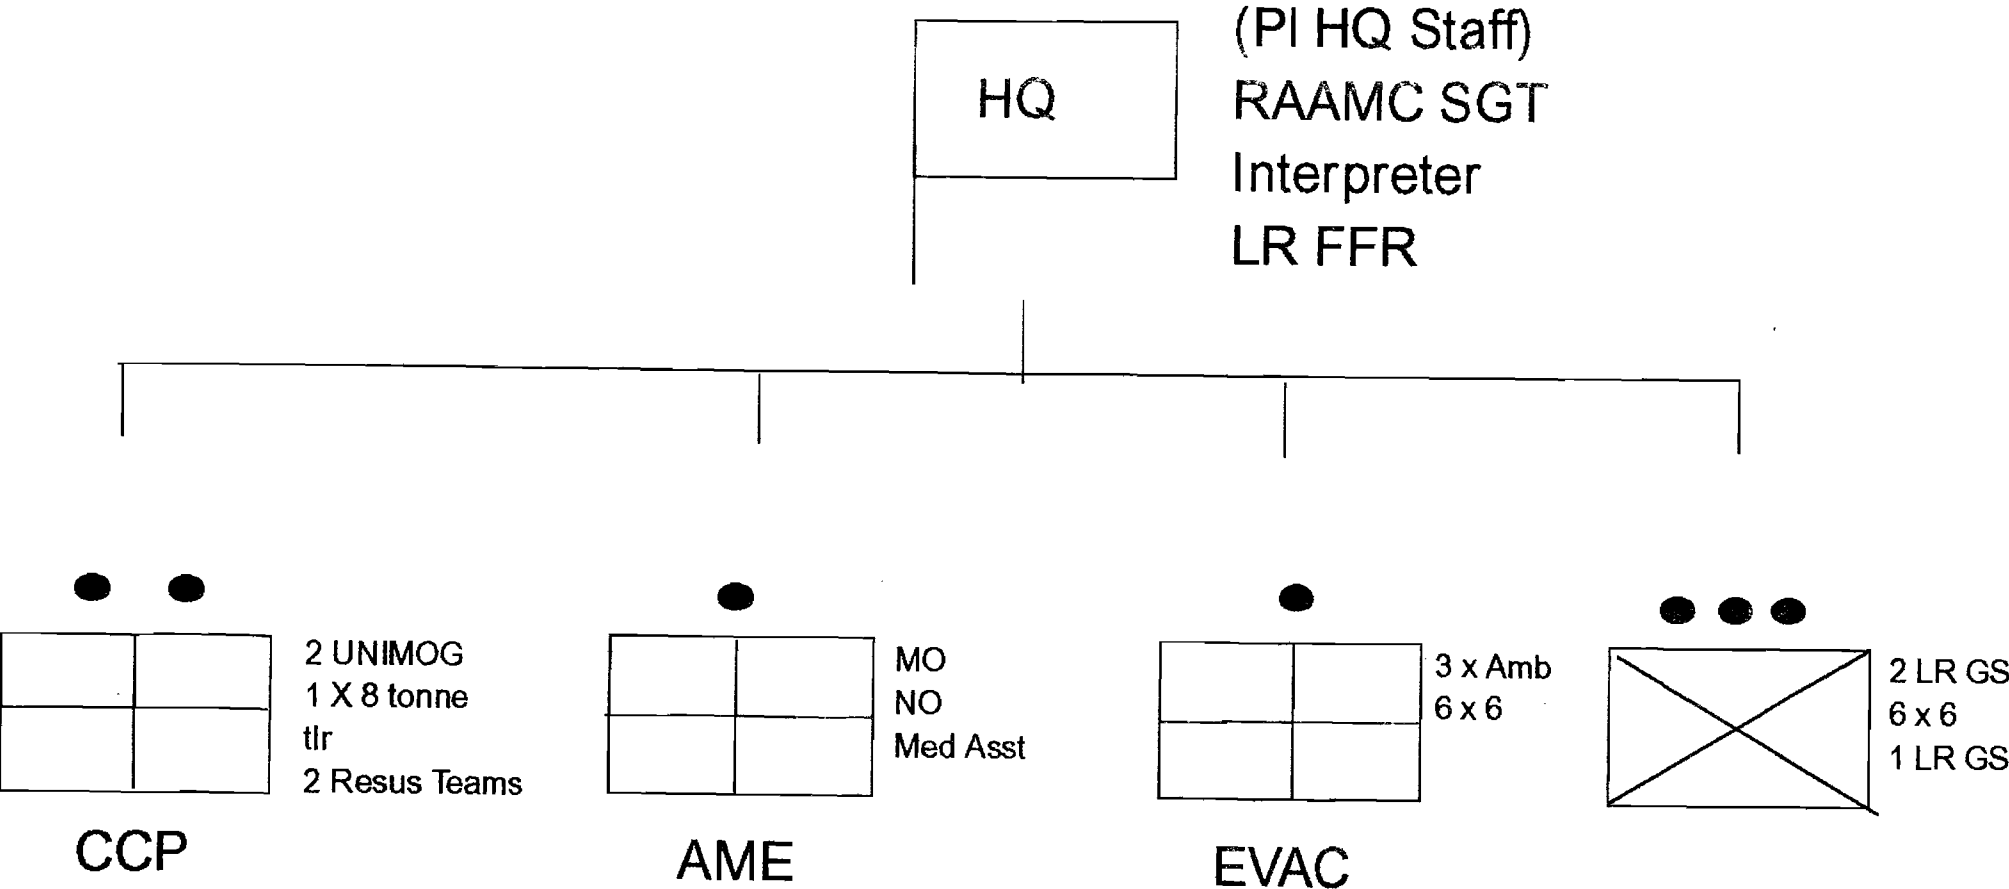 HQ
(Pl HQ Staff)
RAAMC SGT
Interpreter
LR FFR
2 UNIMOG
1 X 8 tonne
tlr
2 Resus Teams
CCP
MO
NO
Med Asst
AME
3 x Amb
6 x 6
EVAC
2 LR GS
6 x 6
1 LR GS